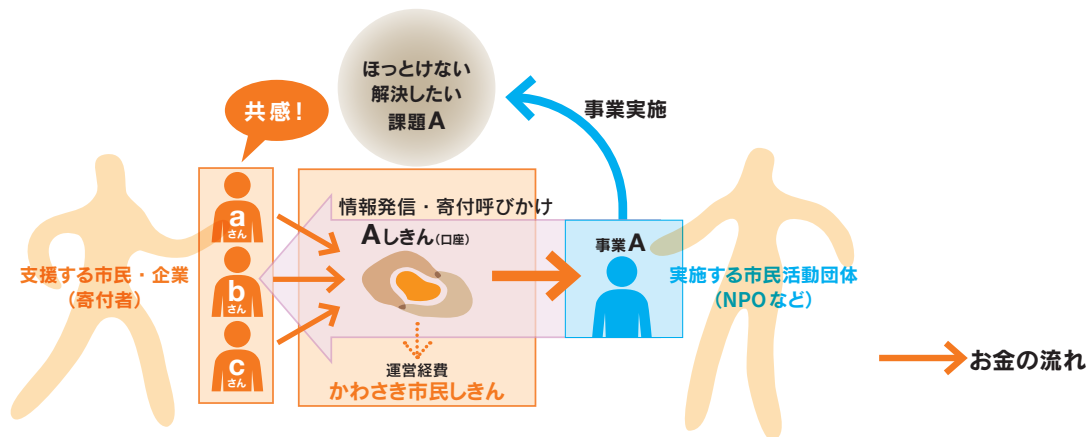 ほっとけない
解決したい
課題A
共感!
事業実施
情報発信・寄付呼びかけ
Aしきん(口座)
a
さん
b
さん
c
さん
事業A
支援する市民・企業
(寄付者)
実施する市民活動団体
(NPOなど)
運営経費
かわさき市民しきん
お金の流れ